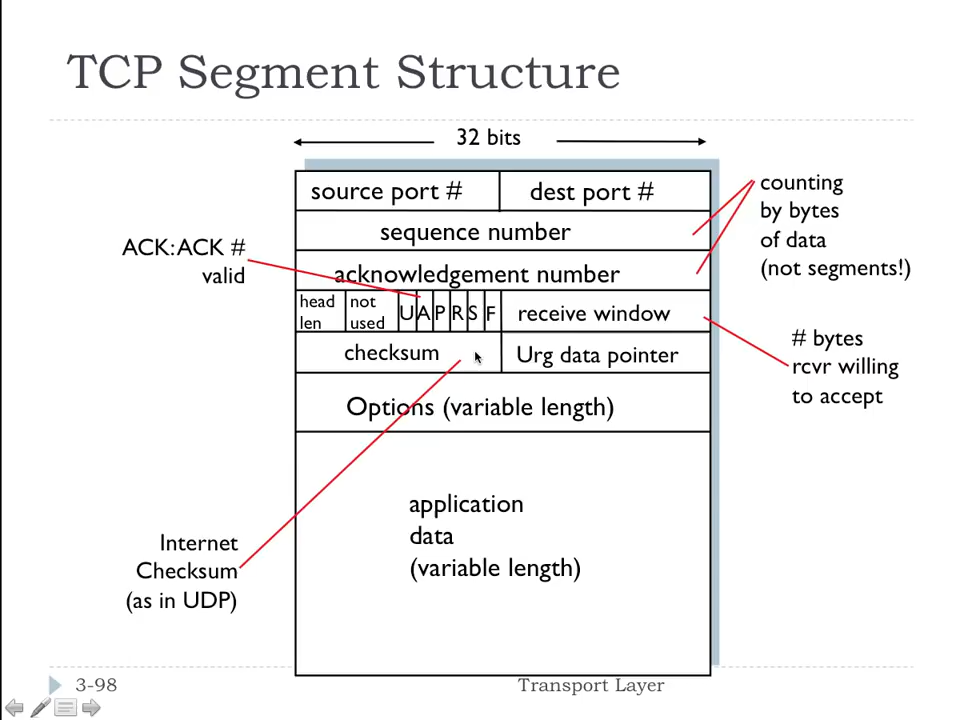 TCP Segment Structure
32 bits
source port #
dest port #
sequence number
acknowledgement number
head
len
not
used
U
A
P
R
S
F
receive window
checksum
Urg data pointer
Options (variable length)
application
data
(variable length)
ACK: ACK #
valid
Internet
Checksum
(as in UDP)
counting
by bytes
of data
(not segments!)
# bytes
rcvr willing
to accept
3-98
Transport Layer